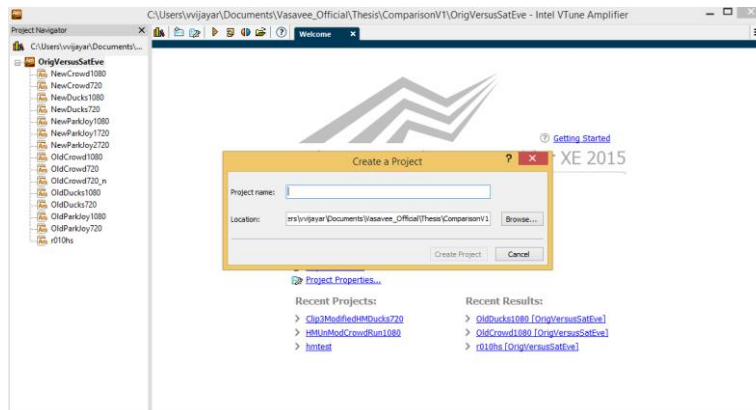 C:\Users\vvijayar\Documents\Vasavee_Official\Thesis\ComparisonV1\OrigVersusSatEve - Intel VTune Amplifier
Project Navigator
Welcome
C:\Users\vvijayar\Documents\...
OrigVersusSatEve
NewCrowd1080
NewCrowd720
NewDucks1080
NewDucks720
NewParkJoy1080
NewParkJoy1720
NewParkJoy2720
OldCrowd1080
OldCrowd720
OldCrowd720_n
OldDucks1080
OldDucks720
OldParkJoy1080
OldParkJoy720
r010hs
Getting Started
XE 2015
Create a Project
Project name:
Location: ers\vvijayar\Documents\Vasavee_Official\Thesis\ComparisonV1 Browse...
Create Project Cancel
Project Properties...
Recent Projects:
Clip3ModifiedHMDucks720
HMUnModCrowdRun1080
hmtest
Recent Results:
OldDucks1080 [OrigVersusSatEve]
OldCrowd1080 [OrigVersusSatEve]
r010hs [OrigVersusSatEve]